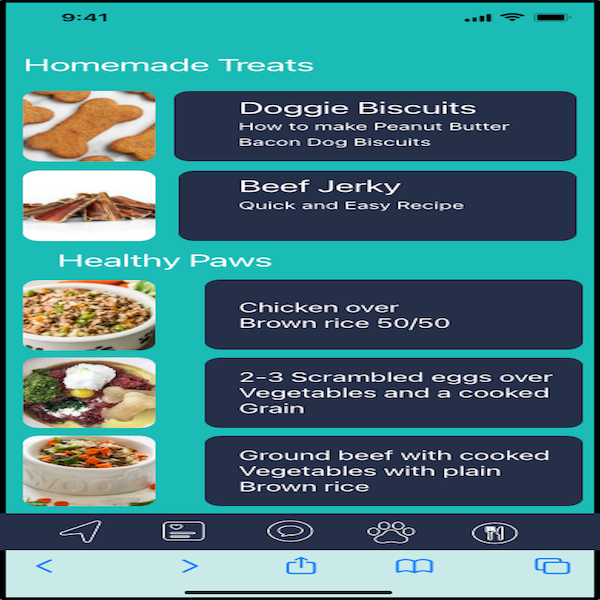 9:41
Homemade Treats
Doggie Biscuits
How to make Peanut Butter
Bacon Dog Biscuits
Beef Jerky
Quick and Easy Recipe
Healthy Paws
Chicken over
Brown rice 50/50
2-3 Scrambled eggs over
Vegetables and a cooked
Grain
Ground beef with cooked
Vegetables with plain
Brown rice